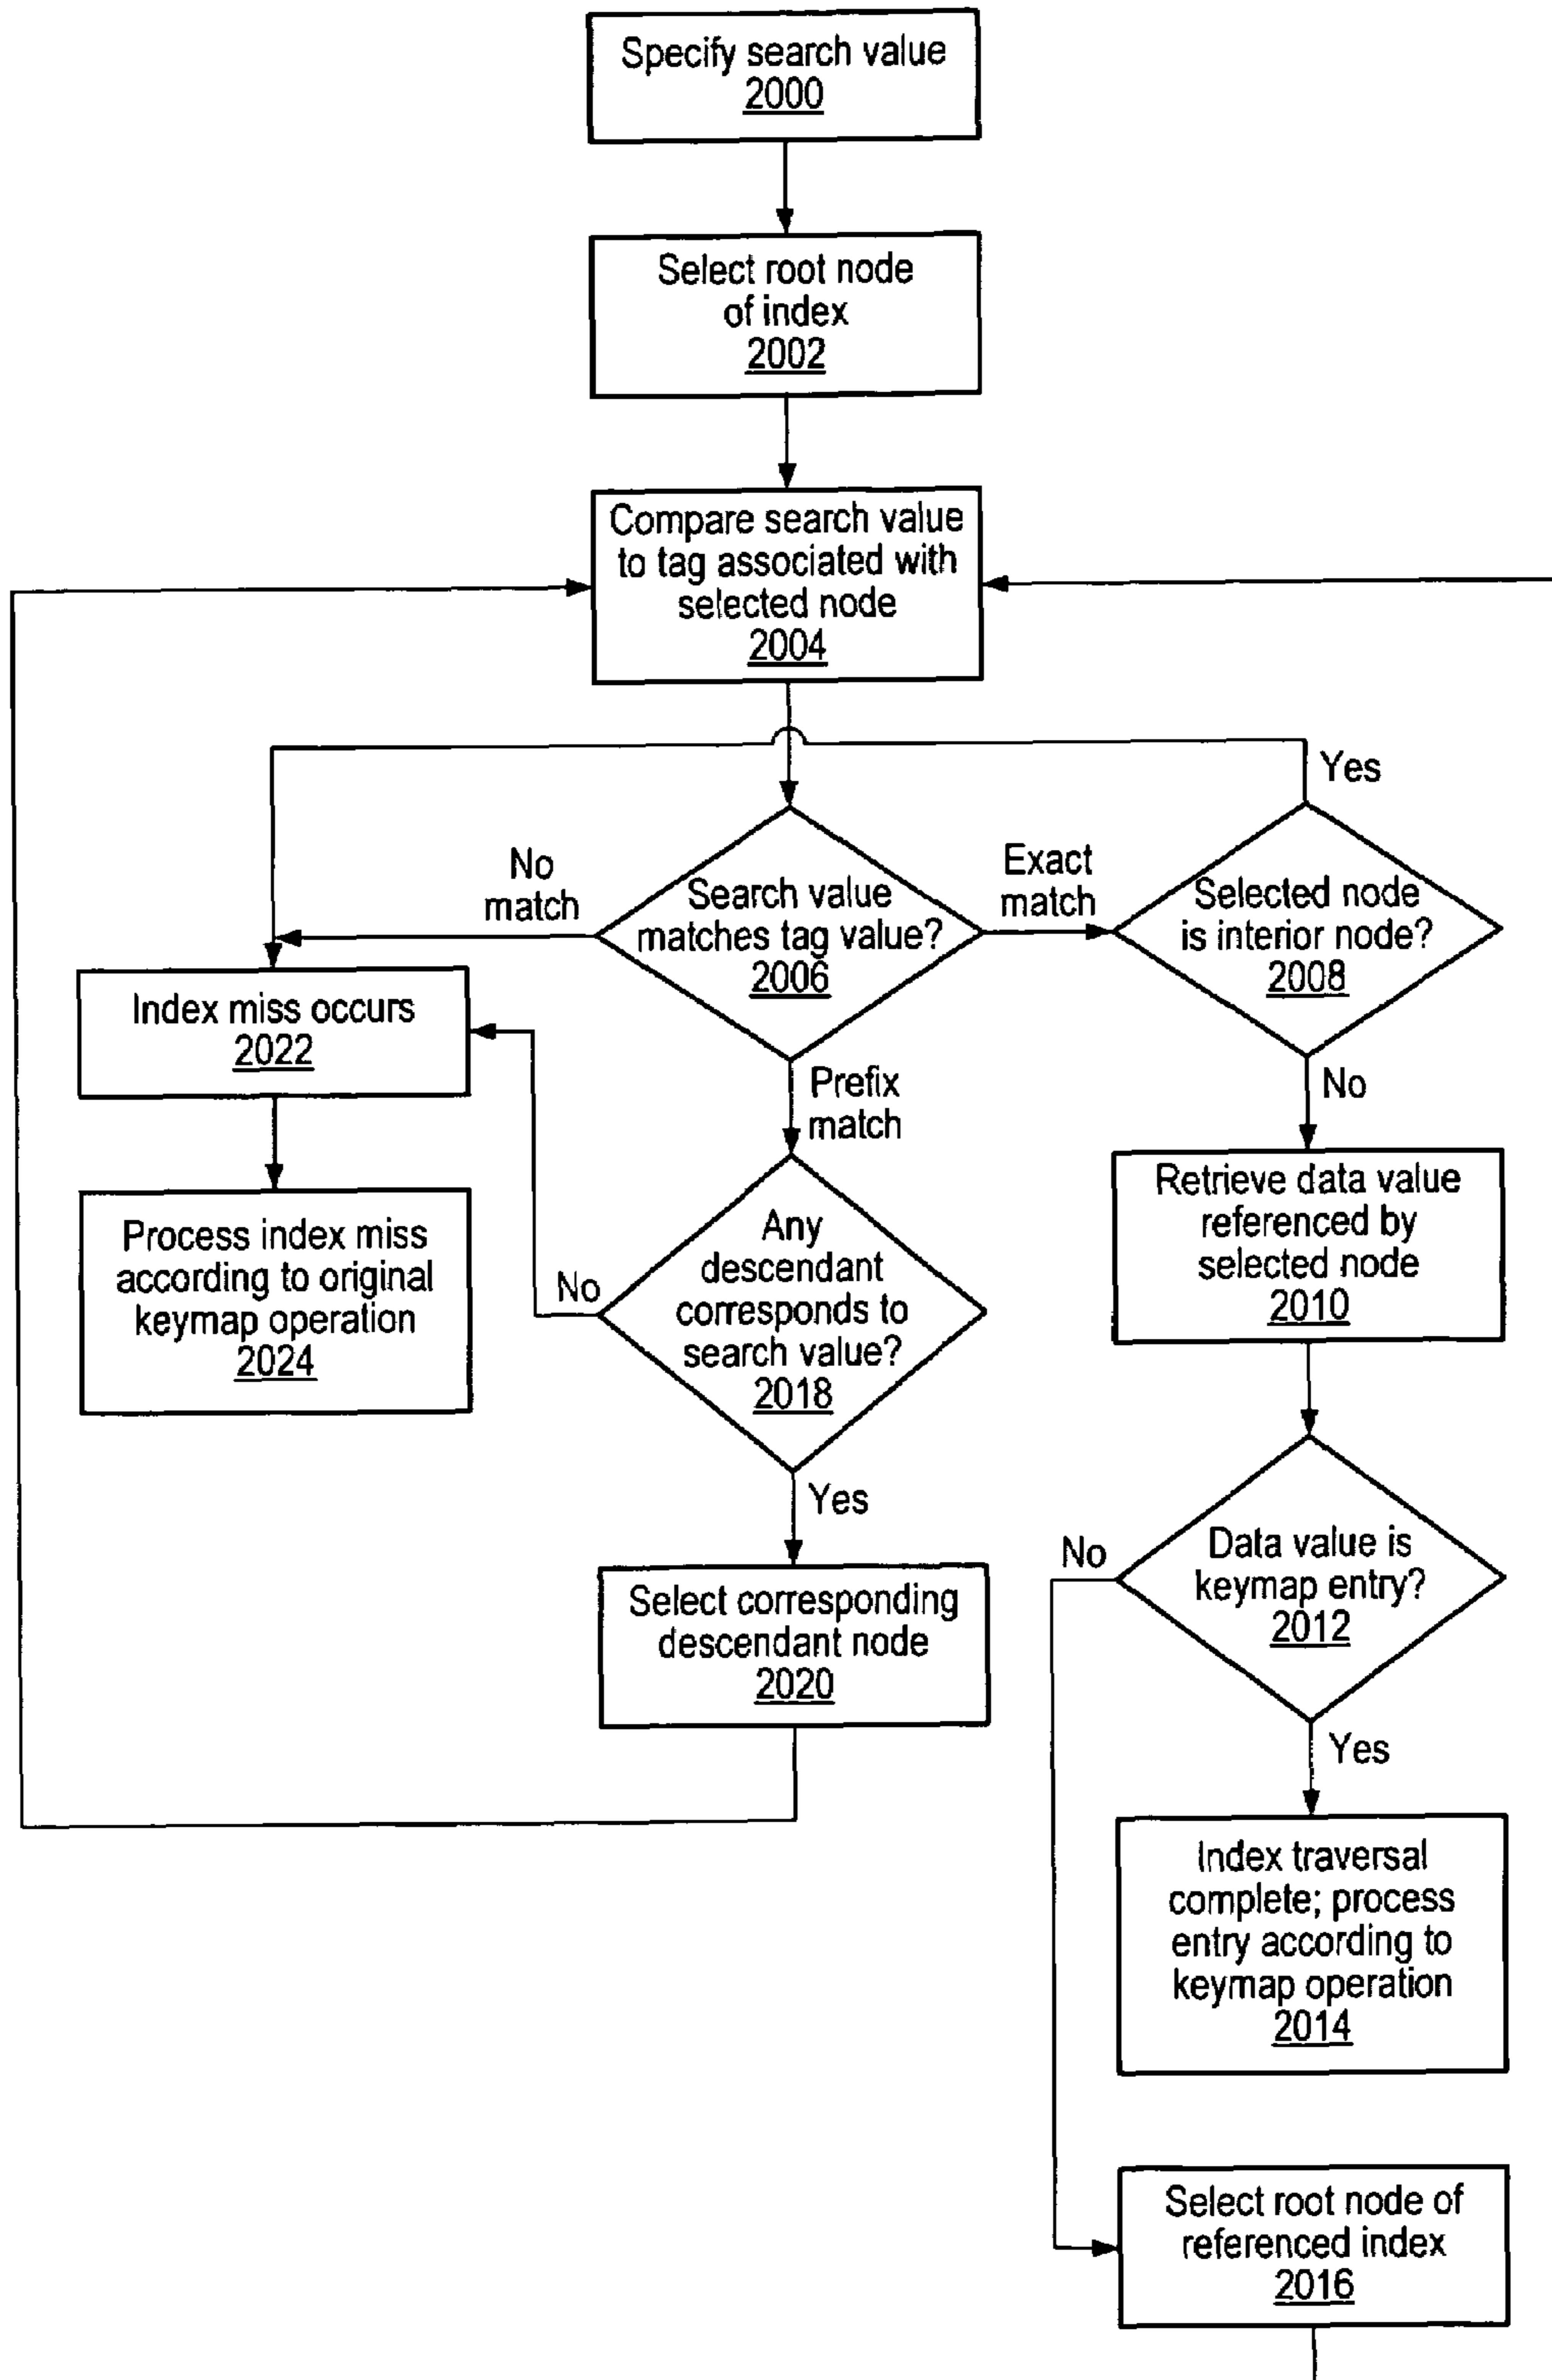 Specify search value
2000
Select root node
of index
2002
Compare search value
to tag associated with
selected node
2004
Yes
No
match
Search value
matches tag value?
2006
Exact
match
Selected node
is interior node?
2008
Index miss occurs
2022
Prefix
match
No
Process index miss
according to original
keymap operation
2024
No
Any
descendant
corresponds to
search value?
2018
Retrieve data value
referenced by
selected node
2010
Yes
Select corresponding
descendant node
2020
No
Data value is
keymap entry?
2012
Yes
Index traversal
complete; process
entry according to
keymap operation
2014
Select root node of
referenced index
2016